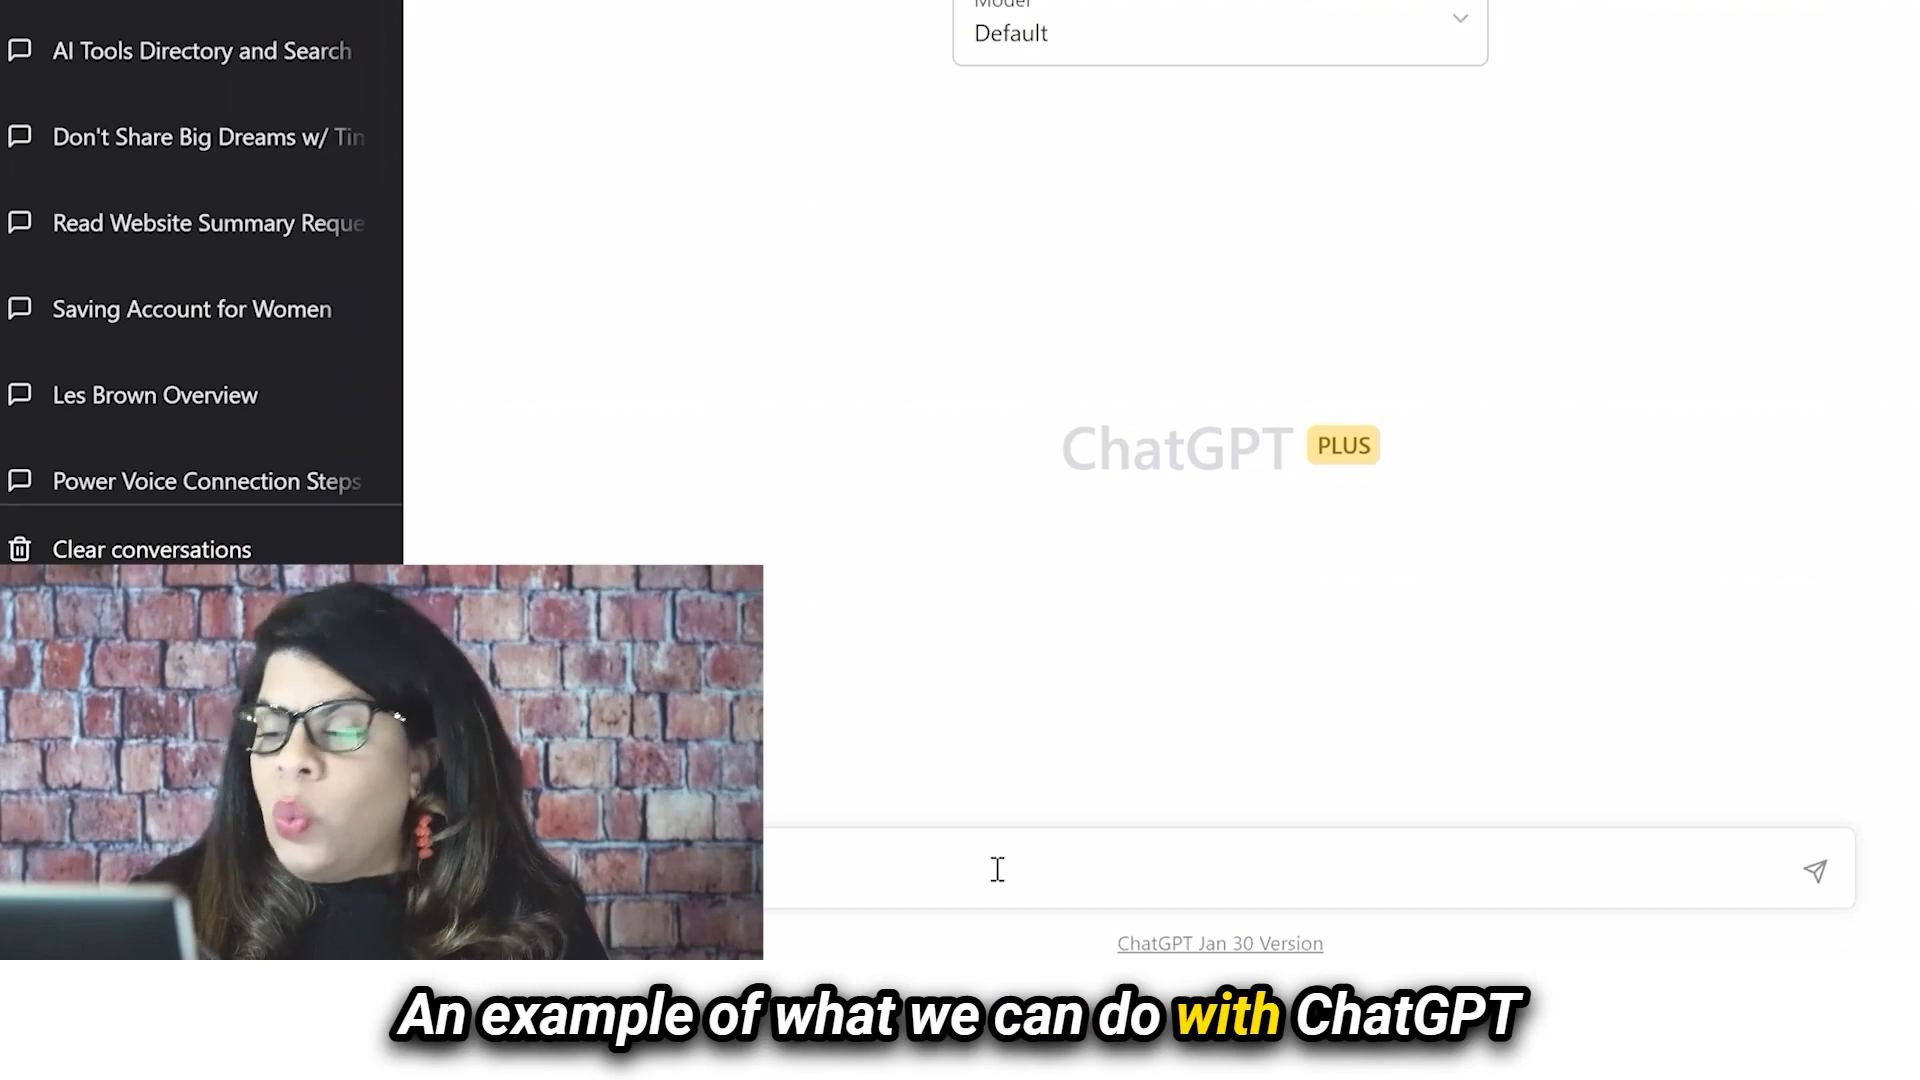 Model
Default
AI Tools Directory and Search
Don't Share Big Dreams w/ Tin
Read Website Summary Reque
Saving Account for Women
Les Brown Overview
Power Voice Connection Steps
Clear conversations
ChatGPT PLUS
ChatGPT Jan 30 Version
An example of what we can do with ChatGPT